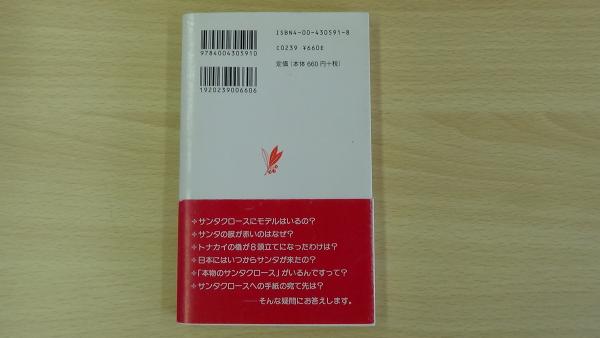 ISBN4-00-430591-8
C0239 ¥660E
定価(本体 660円+税)
9784004305910
1920239006606
✢サンタクロースにモデルはいるの?
✢サンタの服が赤いのはなぜ?
✢トナカイの橇が8頭立てになったわけは?
✢日本にはいつからサンタが来たの?
✢「本物のサンタクロース」がいるんですって?
✢サンタクロースへの手紙の宛て先は?
――そんな疑問にお答えします。